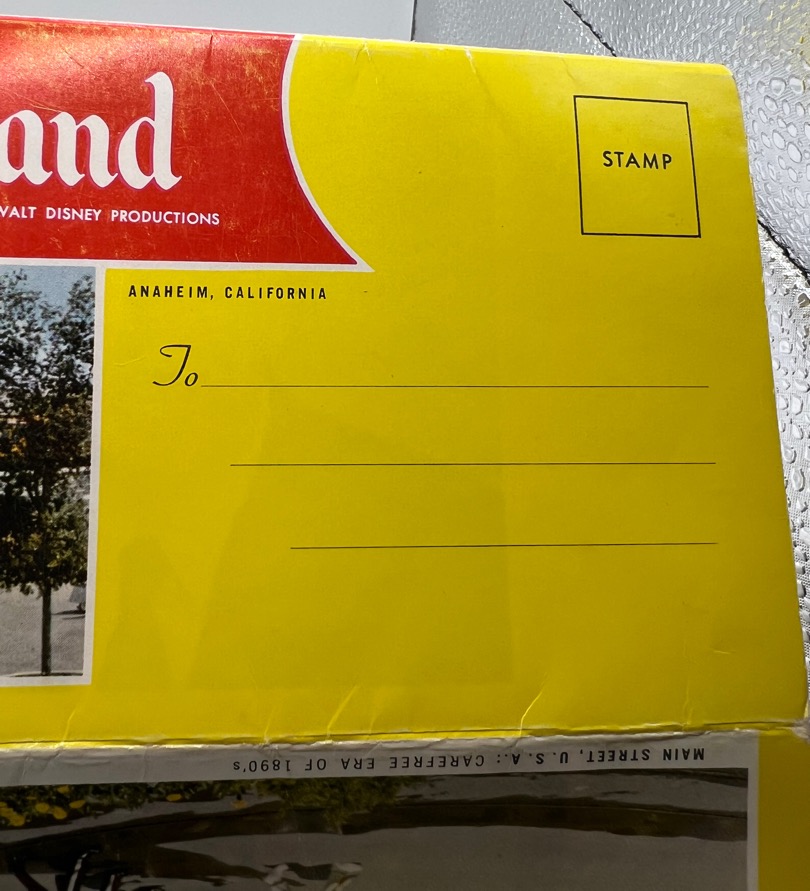 and
WALT DISNEY PRODUCTIONS
STAMP
ANAHEIM, CALIFORNIA
To
MAIN STREET, U.S.A.: CAREFREE ERA OF 1890's